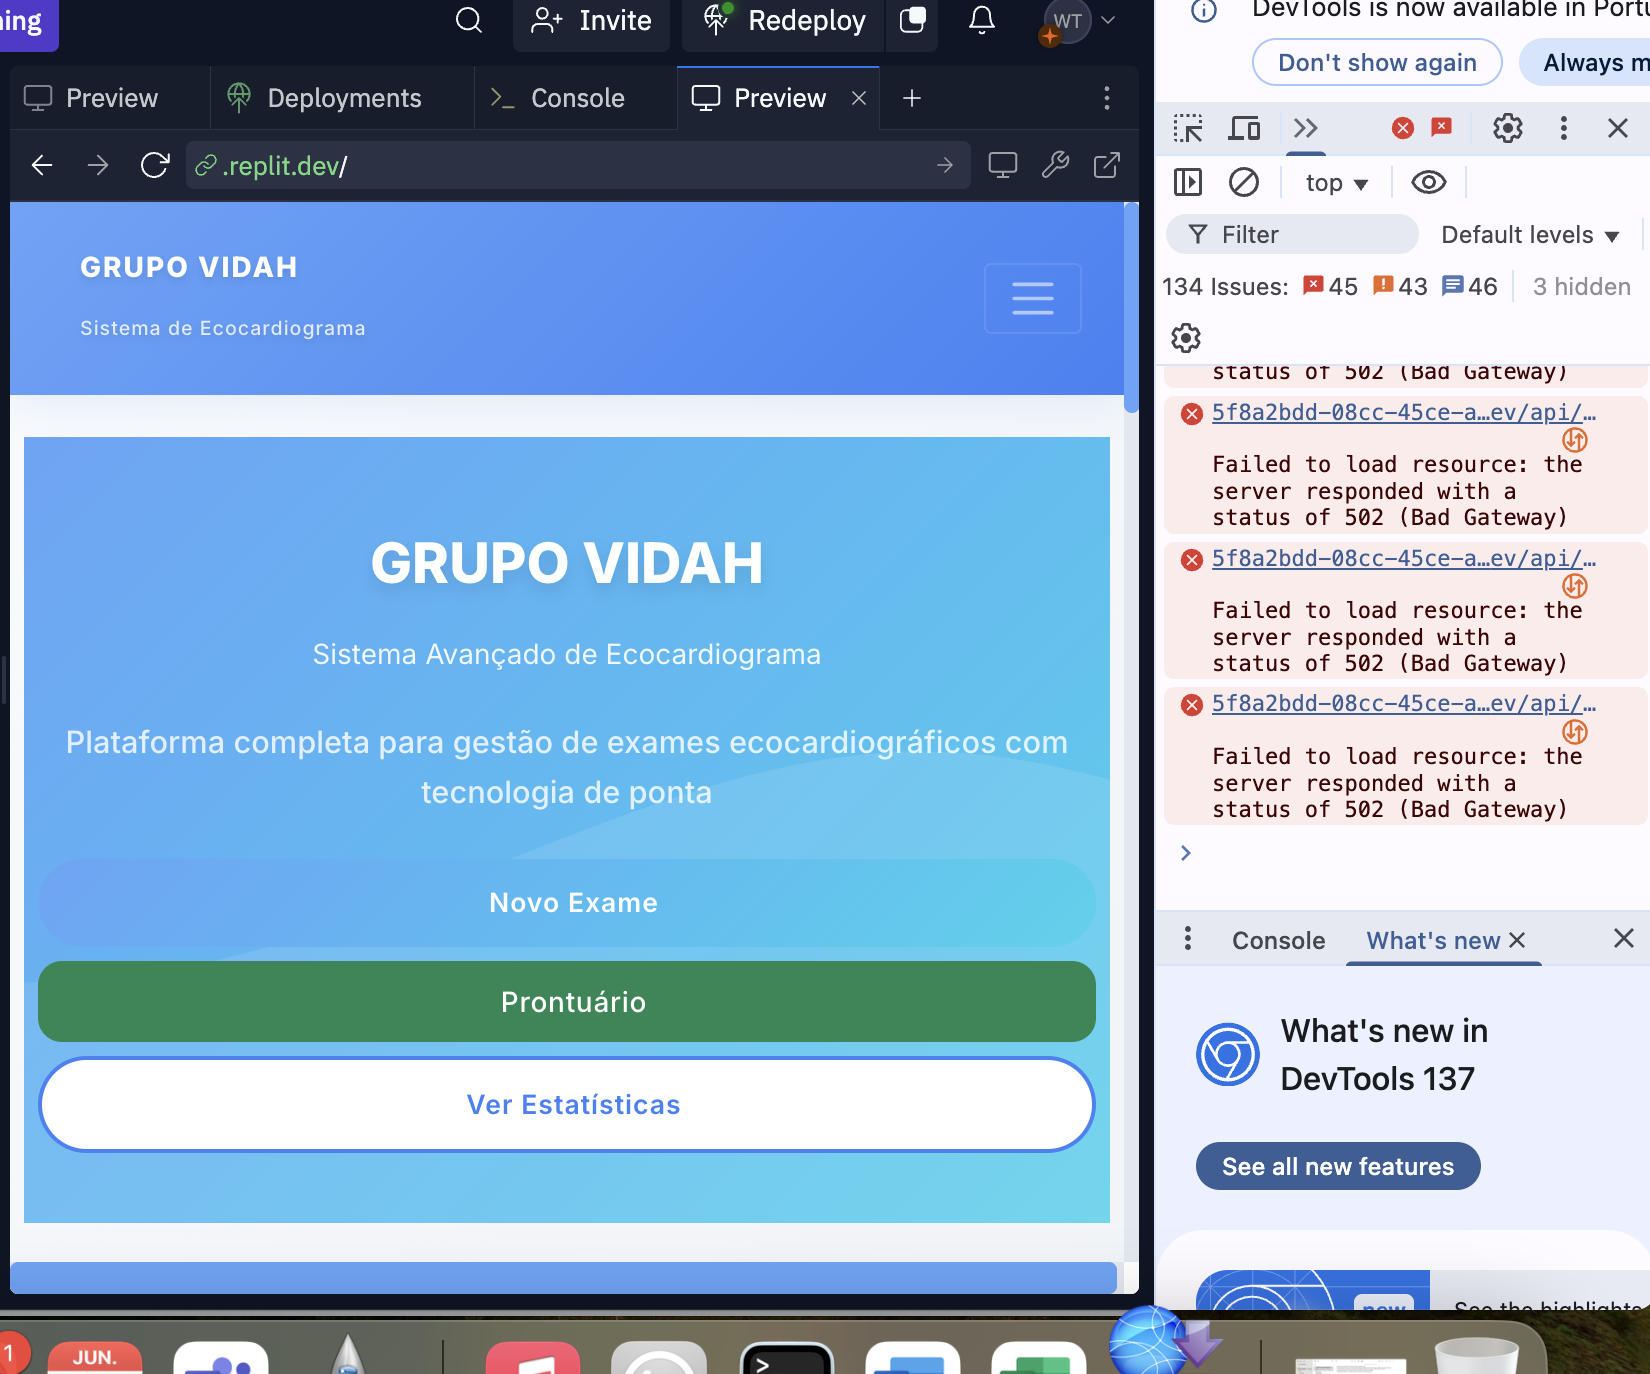 ing
Invite
Redeploy
WT
Preview
Deployments
Console
Preview
.replit.dev/
GRUPO VIDAH
Sistema de Ecocardiograma
GRUPO VIDAH
Sistema Avançado de Ecocardiograma
Plataforma completa para gestão de exames ecocardiográficos com
tecnologia de ponta
Novo Exame
Prontuário
Ver Estatísticas
DevTools is now available in Portu
Don't show again
Always m
top
Filter
Default levels
134 Issues: 45 43 46
3 hidden
status of 502 (Bad Gateway)
5f8a2bdd-08cc-45ce-a…ev/api/…
Failed to load resource: the
server responded with a
status of 502 (Bad Gateway)
5f8a2bdd-08cc-45ce-a…ev/api/…
Failed to load resource: the
server responded with a
status of 502 (Bad Gateway)
5f8a2bdd-08cc-45ce-a…ev/api/…
Failed to load resource: the
server responded with a
status of 502 (Bad Gateway)
Console
What's new
What's new in
DevTools 137
See all new features
new
See the highlights
1
JUN.